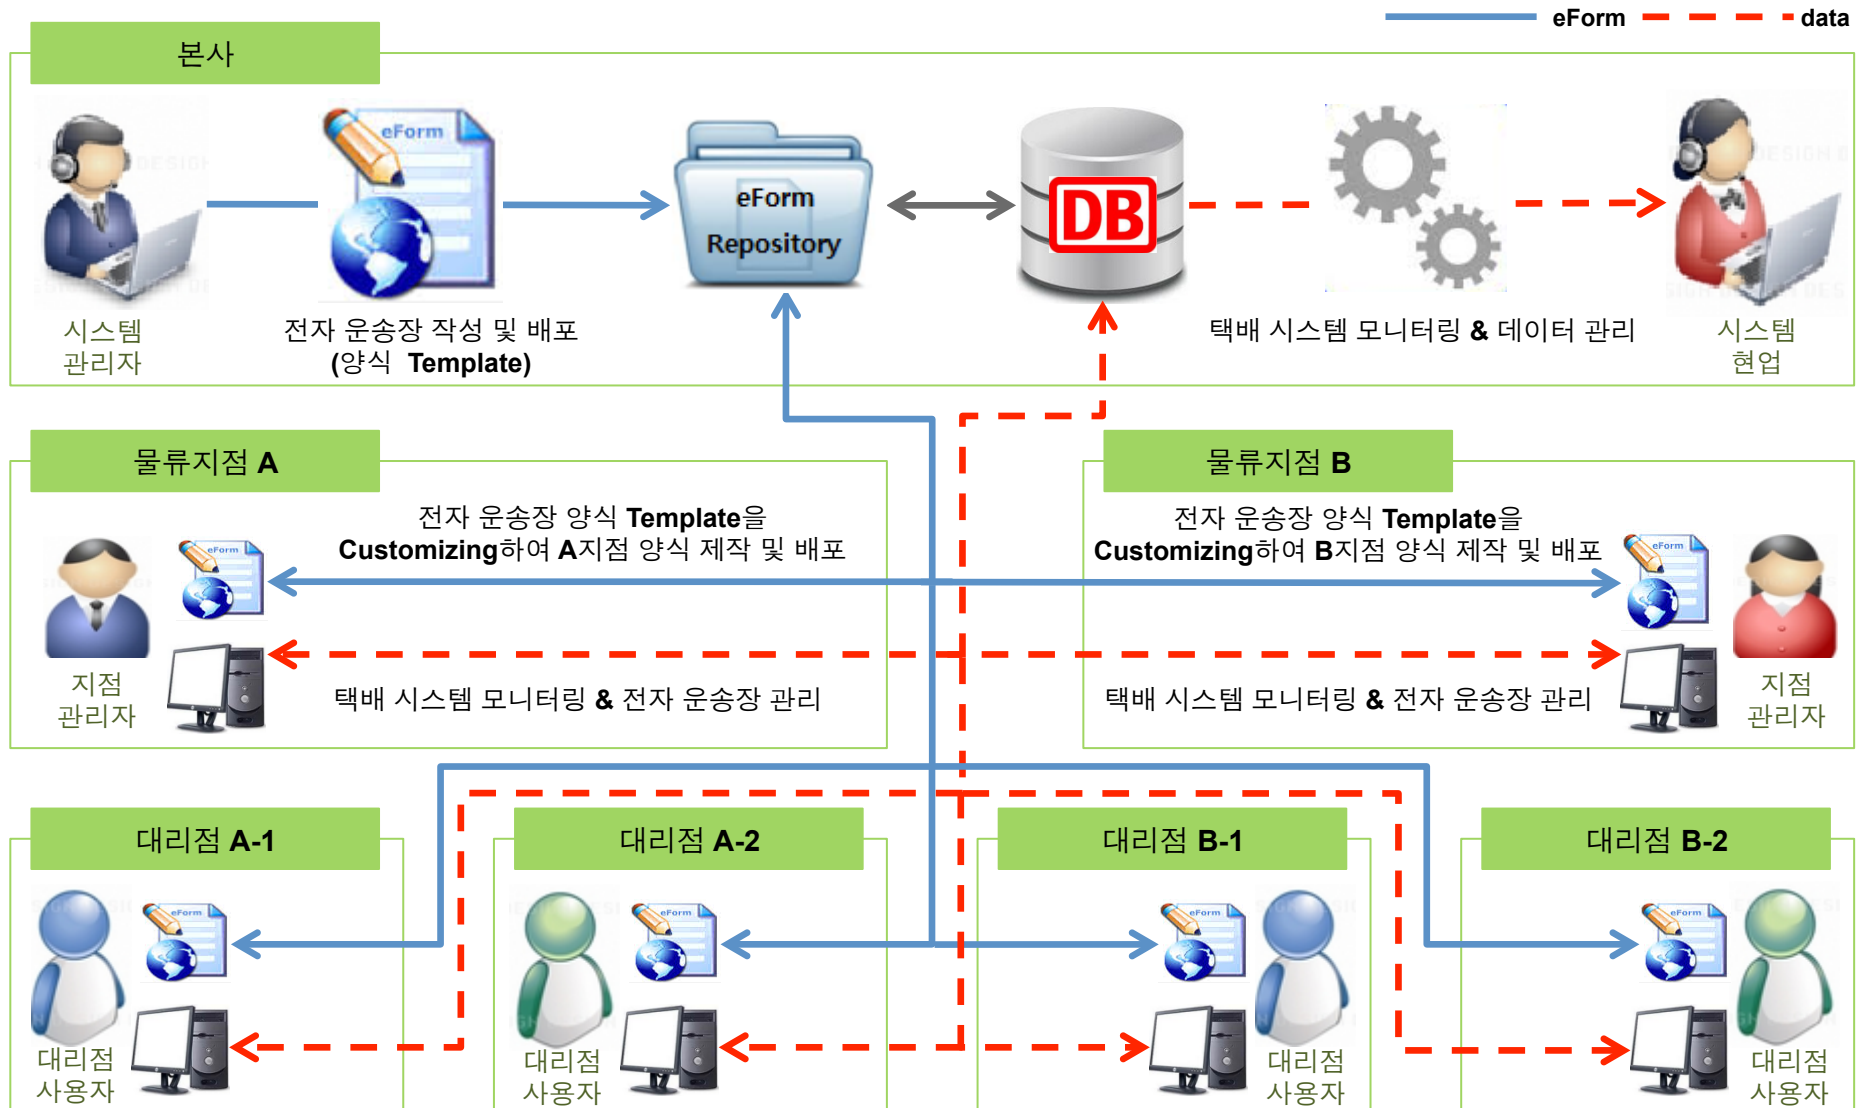 eForm
data
본사
eForm
eForm
Repository
DB
시스템
관리자
전자 운송장 작성 및 배포
(양식 Template)
택배 시스템 모니터링 & 데이터 관리
시스템
현업
물류지점 A
전자 운송장 양식 Template을
Customizing하여 A지점 양식 제작 및 배포
eForm
지점
관리자
택배 시스템 모니터링 & 전자 운송장 관리
물류지점 B
전자 운송장 양식 Template을
Customizing하여 B지점 양식 제작 및 배포
eForm
택배 시스템 모니터링 & 전자 운송장 관리
지점
관리자
대리점 A-1
eForm
대리점
사용자
대리점 A-2
eForm
대리점
사용자
대리점 B-1
eForm
대리점
사용자
대리점 B-2
eForm
대리점
사용자